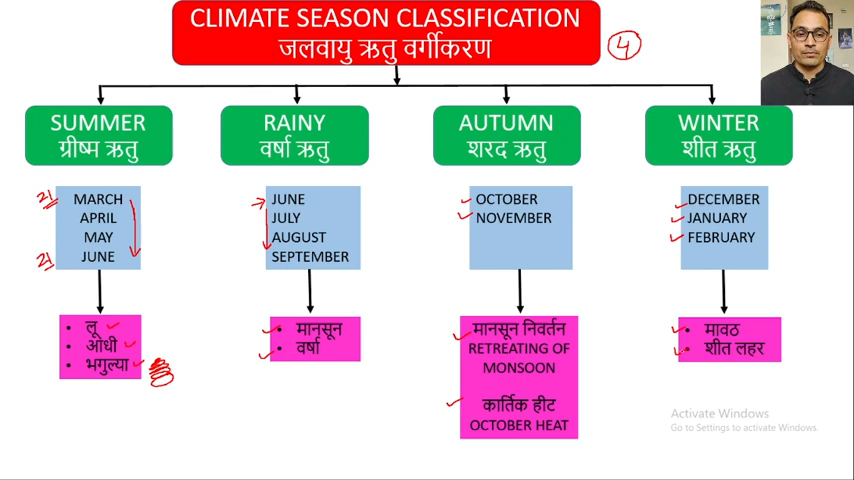 CLIMATE SEASON CLASSIFICATION
जलवायु ऋतु वर्गीकरण
4
SUMMER
ग्रीष्म ऋतु
RAINY
वर्षा ऋतु
AUTUMN
शरद ऋतु
WINTER
शीत ऋतु
21
MARCH
APRIL
MAY
21
JUNE
JUNE
JULY
AUGUST
SEPTEMBER
OCTOBER
NOVEMBER
DECEMBER
JANUARY
FEBRUARY
• लू
• आंधी
• भगुल्या
• मानसून
• वर्षा
मानसून निवर्तन
RETREATING OF
MONSOON
कार्तिक हीट
OCTOBER HEAT
• मावठ
• शीत लहर
Activate Windows
Go to Settings to activate Windows.